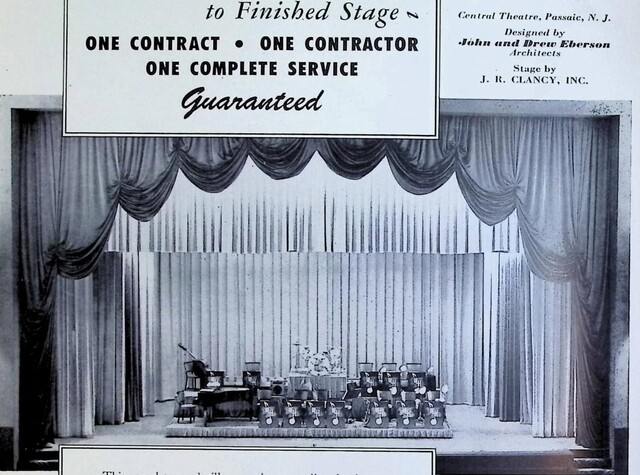 to Finished Stage
ONE CONTRACT • ONE CONTRACTOR
ONE COMPLETE SERVICE
Guaranteed
Central Theatre, Passaic, N. J.
Designed by
John and Drew Eberson
Architects
Stage by
J. R. CLANCY, INC.